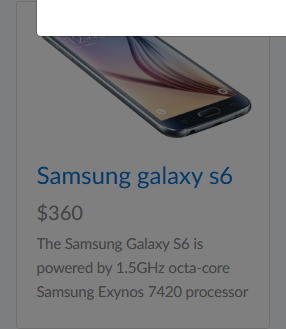 Samsung galaxy s6
$360
The Samsung Galaxy S6 is
powered by 1.5GHz octa-core
Samsung Exynos 7420 processor